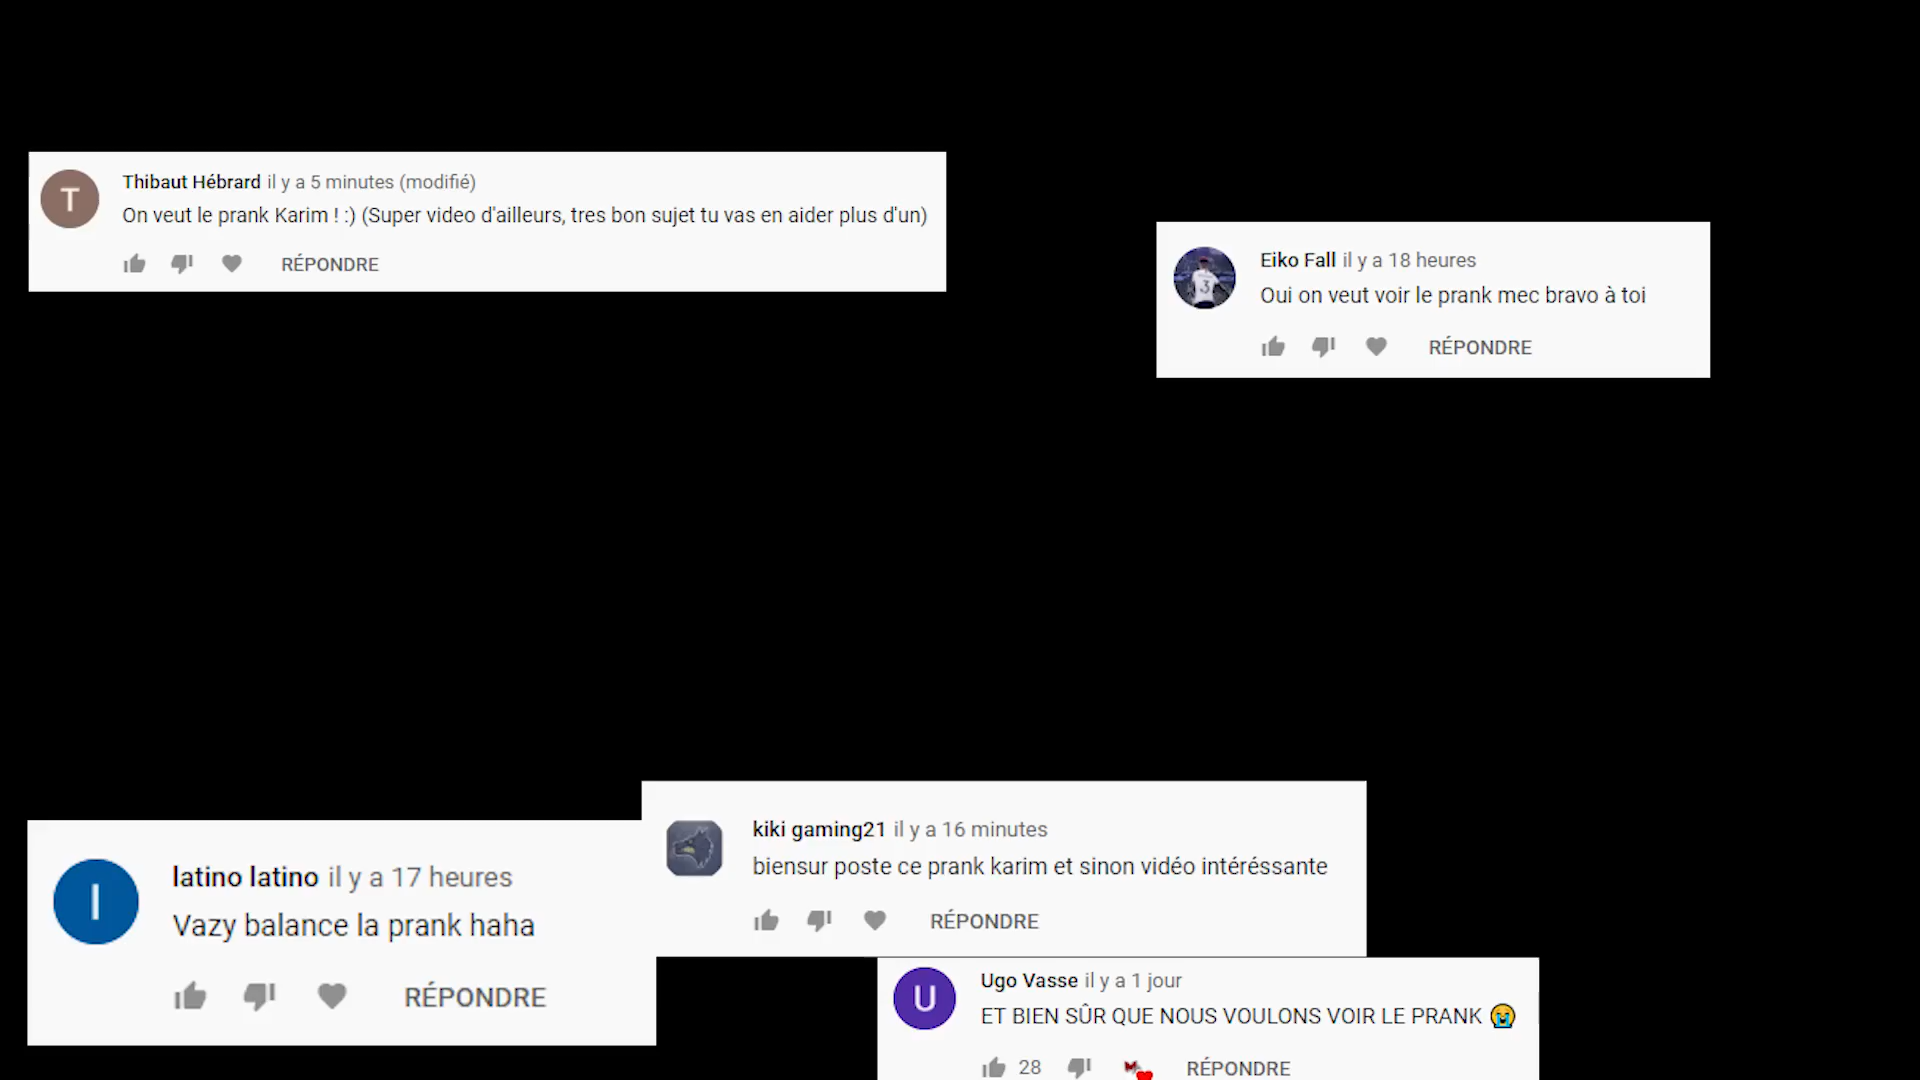 Thibaut Hébrard il y a 5 minutes (modifié)
On veut le prank Karim ! :) (Super video d'ailleurs, tres bon sujet tu vas en aider plus d'un)
RÉPONDRE
T
Eiko Fall il y a 18 heures
Oui on veut voir le prank mec bravo à toi
RÉPONDRE
3
kiki gaming21 il y a 16 minutes
biensur poste ce prank karim et sinon vidéo intéréssante
RÉPONDRE
l
latino latino il y a 17 heures
Vazy balance la prank haha
RÉPONDRE
U
Ugo Vasse il y a 1 jour
ET BIEN SÛR QUE NOUS VOULONS VOIR LE PRANK 😭
28 RÉPONDRE